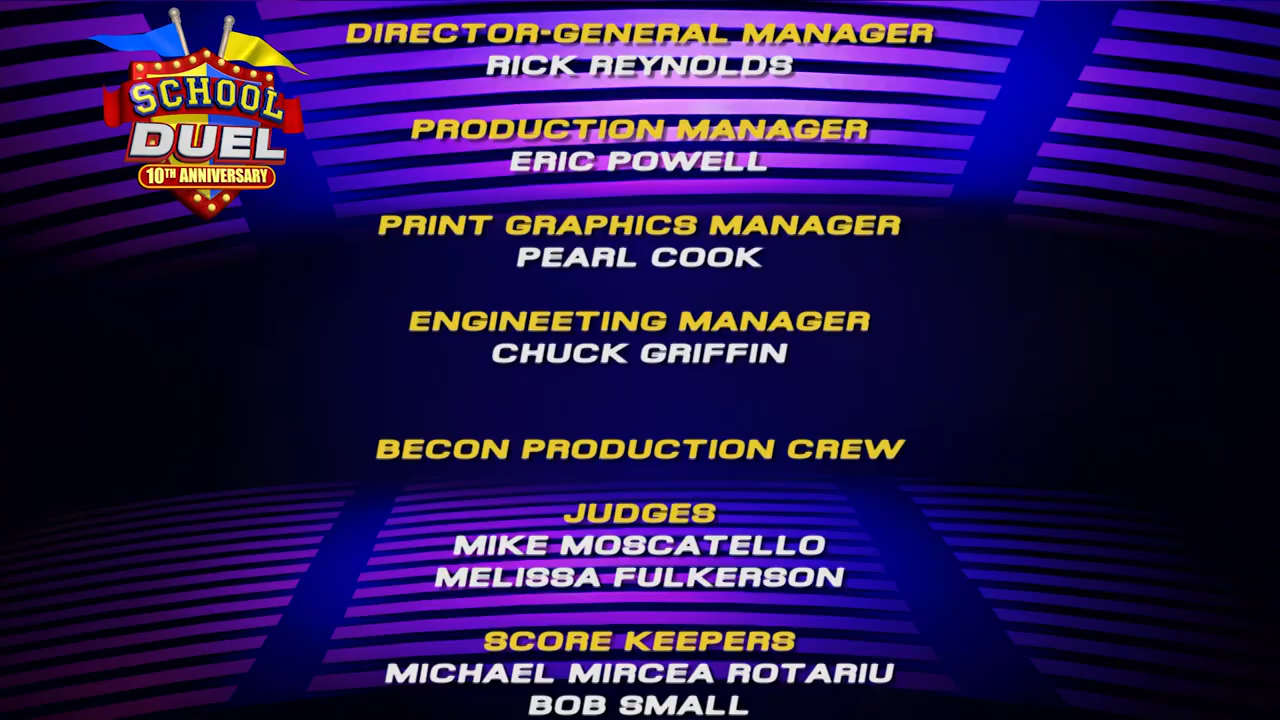 SCHOOL
DUEL
10TH ANNIVERSARY
DIRECTOR-GENERAL MANAGER
RICK REYNOLDS
PRODUCTION MANAGER
ERIC POWELL
PRINT GRAPHICS MANAGER
PEARL COOK
ENGINEETING MANAGER
CHUCK GRIFFIN
BECON PRODUCTION CREW
JUDGES
MIKE MOSCATELLO
MELISSA FULKERSON
SCORE KEEPERS
MICHAEL MIRCEA ROTARIU
BOB SMALL